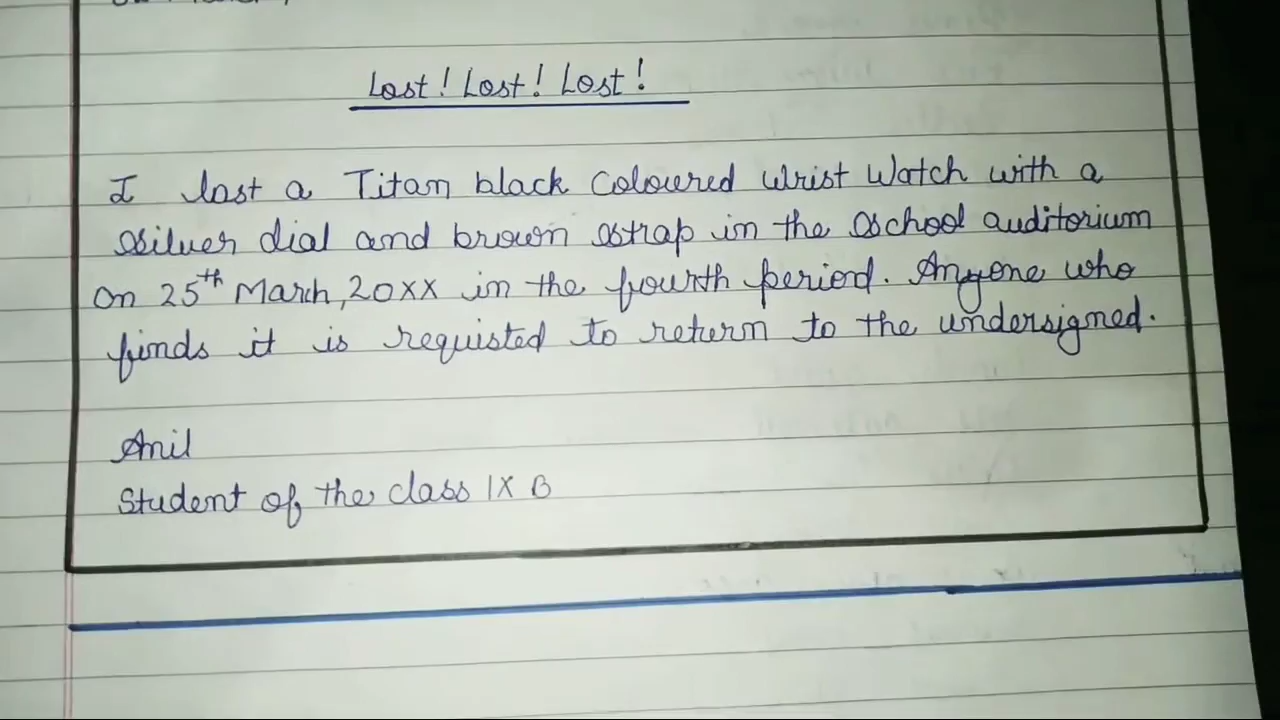 Lost! Lost! Lost!
I lost a Titan black Coloured Wrist Watch with a
silver dial and brown strap in the school auditorium
on 25th March, 20XX in the fourth period. Anyone who
finds it is requisted to return to the undersigned.
Anil
Student of the class IX B